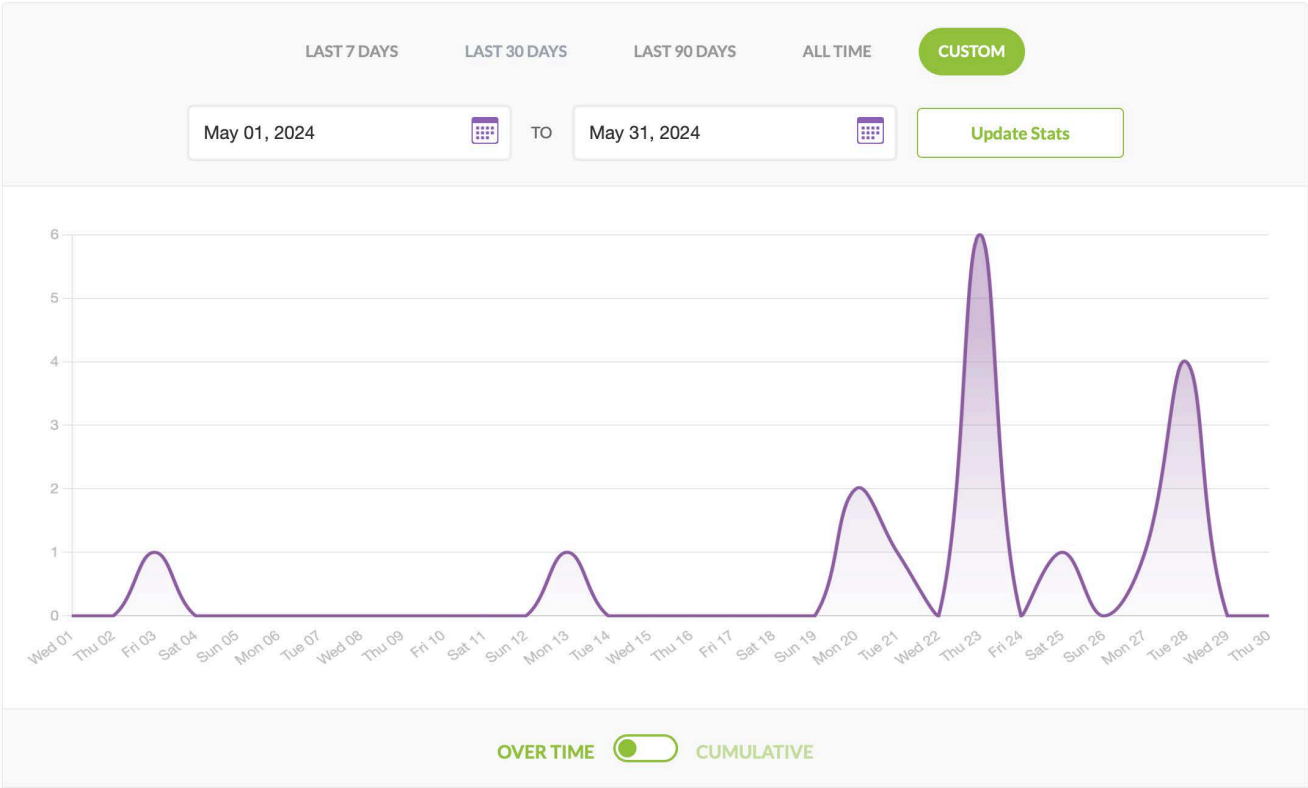 LAST 7 DAYS LAST 30 DAYS LAST 90 DAYS ALL TIME CUSTOM
May 01, 2024 TO May 31, 2024 Update Stats
6
5
4
3
2
1
0
Wed 01 Thu 02 Fri 03 Sat 04 Sun 05 Mon 06 Tue 07 Wed 08 Thu 09 Fri 10 Sat 11 Sun 12 Mon 13 Tue 14 Wed 15 Thu 16 Fri 17 Sat 18 Sun 19 Mon 20 Tue 21 Wed 22 Thu 23 Fri 24 Sat 25 Sun 26 Mon 27 Tue 28 Wed 29 Thu 30
OVER TIME CUMULATIVE